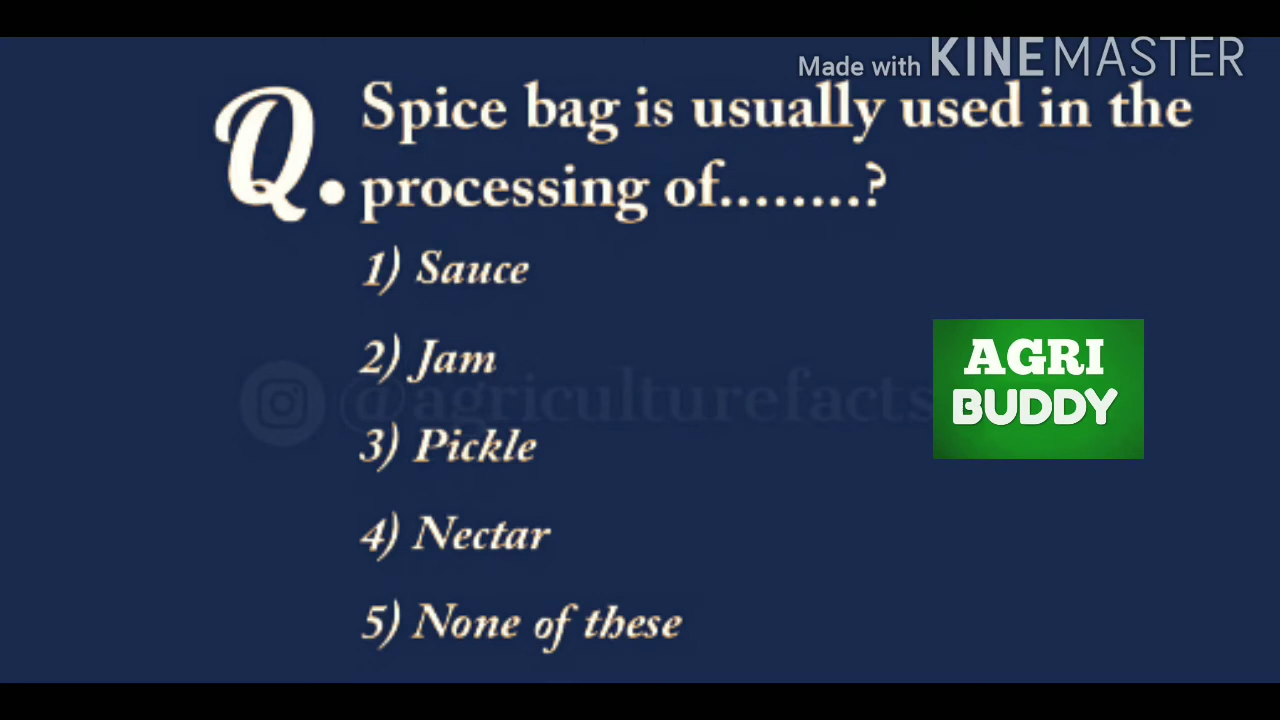 Made with KINEMASTER
Q. Spice bag is usually used in the
processing of........?
1) Sauce
2) Jam
3) Pickle
4) Nectar
5) None of these
@agriculturefacts
AGRI
BUDDY